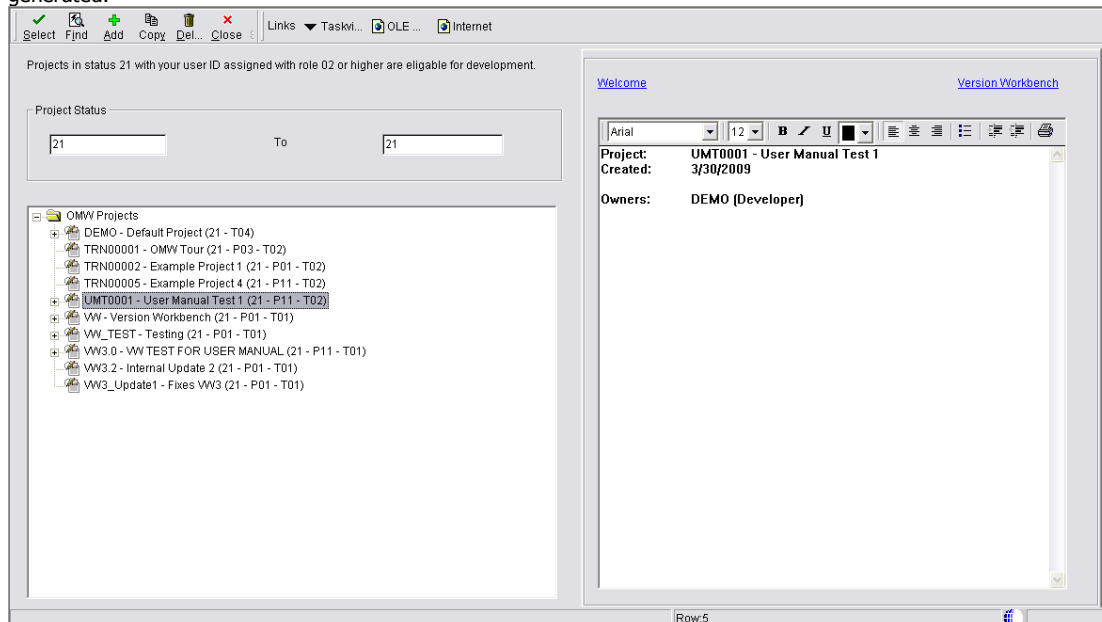 generated.
Select Find Add Copy Del... Close Links Taskvi... OLE ... Internet
Projects in status 21 with your user ID assigned with role 02 or higher are eligable for development.
Project Status
21 To 21
OMW Projects
DEMO - Default Project (21 - T04)
TRN00001 - OMW Tour (21 - P03 - T02)
TRN00002 - Example Project 1 (21 - P01 - T02)
TRN00005 - Example Project 4 (21 - P11 - T02)
UMT0001 - User Manual Test 1 (21 - P11 - T02)
VW - Version Workbench (21 - P01 - T01)
VW_TEST - Testing (21 - P01 - T01)
VW3.0 - VW TEST FOR USER MANUAL (21 - P11 - T01)
VW3.2 - Internal Update 2 (21 - P01 - T01)
VW3_Update1 - Fixes VW3 (21 - P01 - T01)
Welcome Version Workbench
Arial 12 B I U
Project: UMT0001 - User Manual Test 1
Created: 3/30/2009
Owners: DEMO (Developer)
Row:5